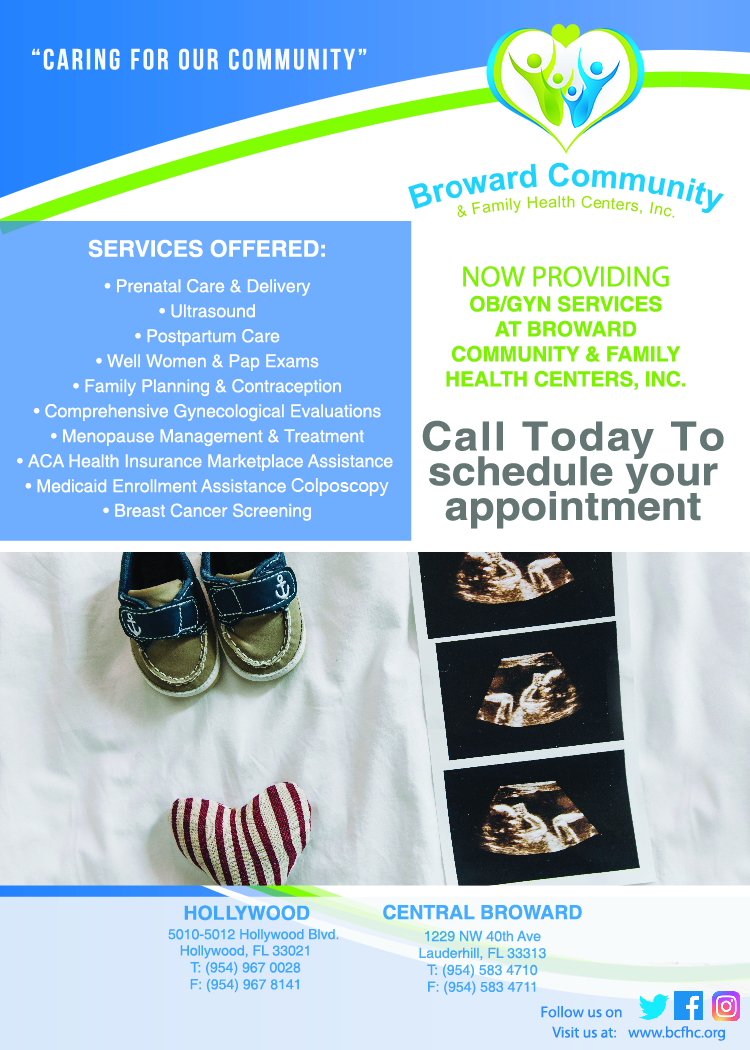 “CARING FOR OUR COMMUNITY”
Broward Community
& Family Health Centers, Inc.
SERVICES OFFERED:
• Prenatal Care & Delivery
• Ultrasound
• Postpartum Care
• Well Women & Pap Exams
• Family Planning & Contraception
• Comprehensive Gynecological Evaluations
• Menopause Management & Treatment
• ACA Health Insurance Marketplace Assistance
• Medicaid Enrollment Assistance Colposcopy
• Breast Cancer Screening
NOW PROVIDING
OB/GYN SERVICES
AT BROWARD
COMMUNITY & FAMILY
HEALTH CENTERS, INC.
Call Today To
schedule your
appointment
HOLLYWOOD
5010-5012 Hollywood Blvd.
Hollywood, FL 33021
T: (954) 967 0028
F: (954) 967 8141
CENTRAL BROWARD
1229 NW 40th Ave
Lauderhill, FL 33313
T: (954) 583 4710
F: (954) 583 4711
Follow us on
Visit us at: www.bcfhc.org